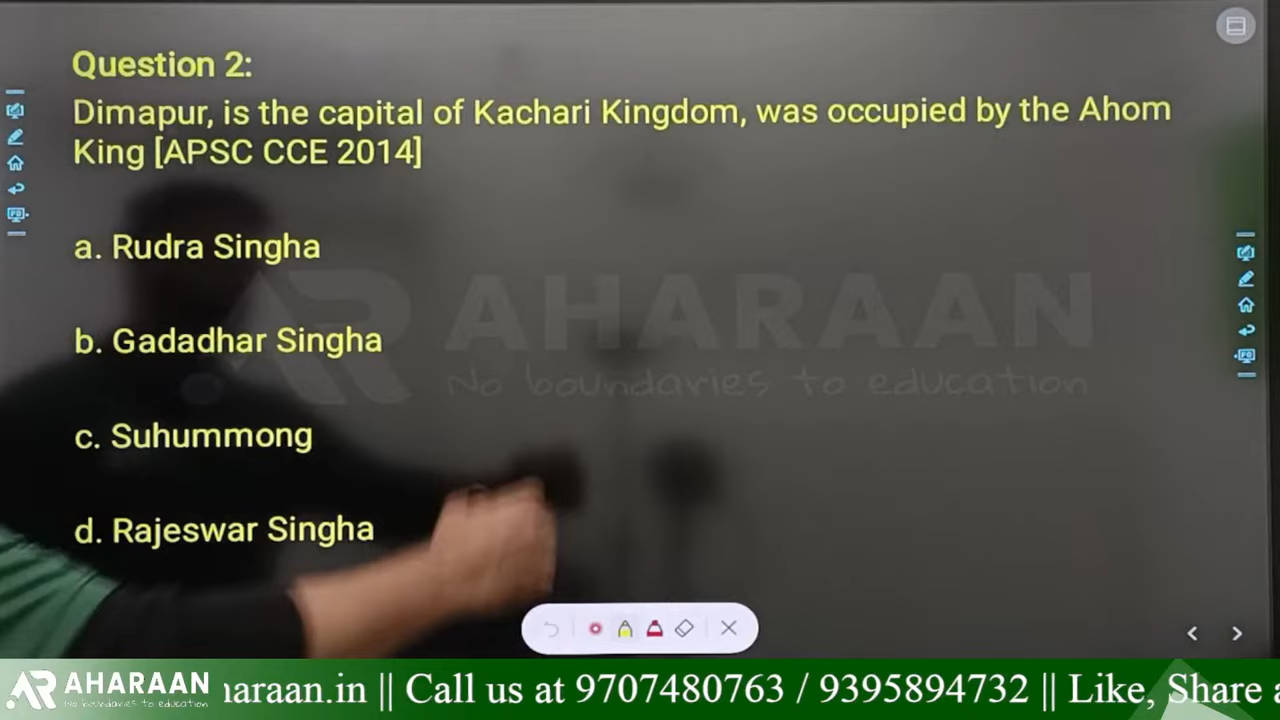 Question 2:
Dimapur, is the capital of Kachari Kingdom, was occupied by the Ahom
King [APSC CCE 2014]
a. Rudra Singha
b. Gadadhar Singha
c. Suhummong
d. Rajeswar Singha
AHARAAN
No boundaries to education
AHARAAN
No boundaries to education
haraan.in || Call us at 9707480763 / 9395894732 || Like, Share a